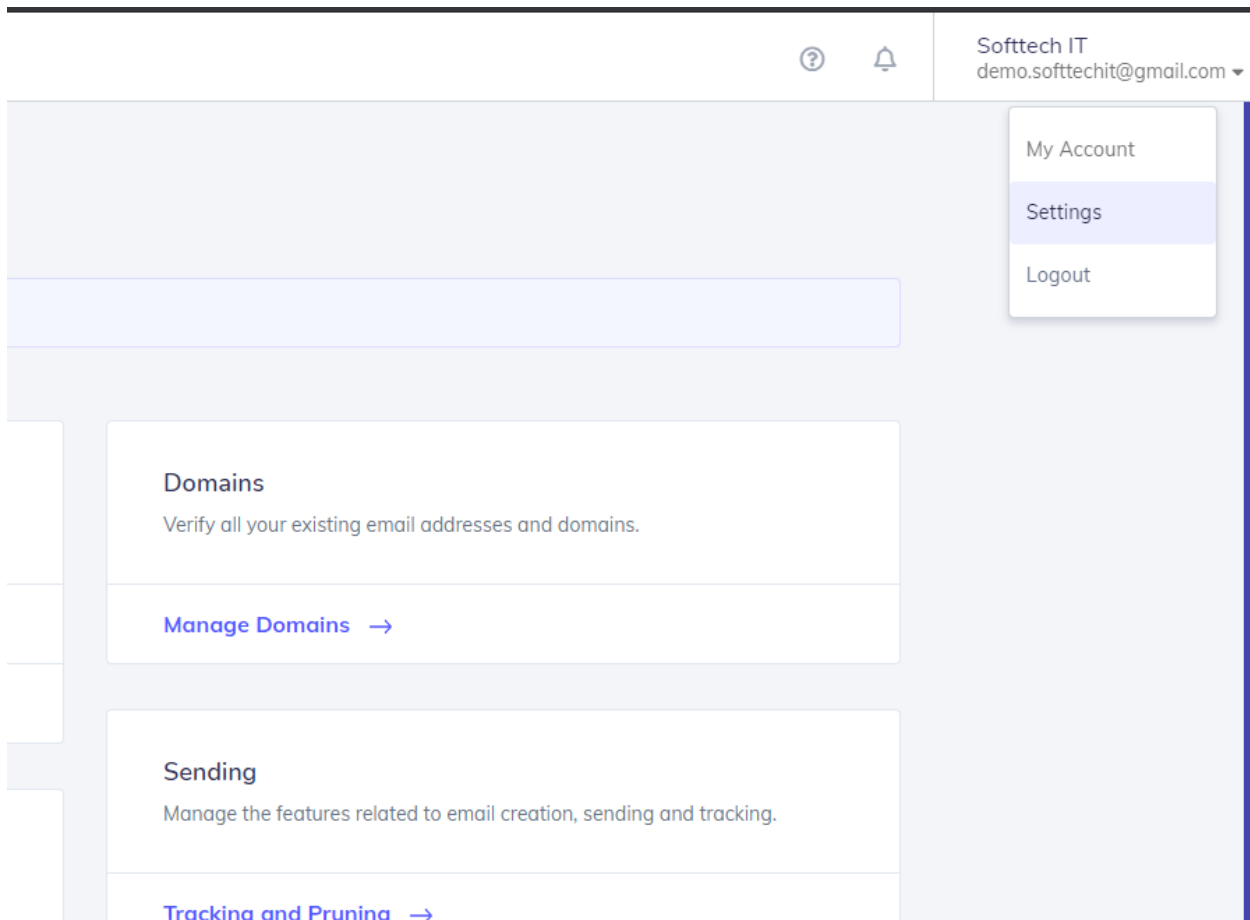 Softtech IT
demo.softtechit@gmail.com
My Account
Settings
Logout
Domains
Verify all your existing email addresses and domains.
Manage Domains →
Sending
Manage the features related to email creation, sending and tracking.
Tracking and Pruning →